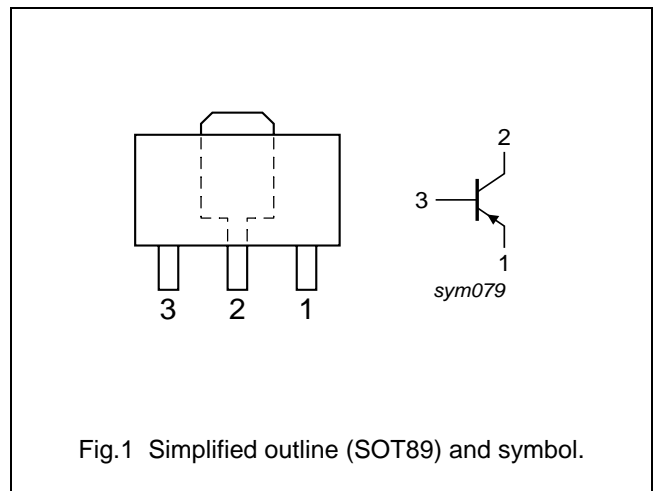 2
3
1
sym079
3 2 1
Fig.1 Simplified outline (SOT89) and symbol.